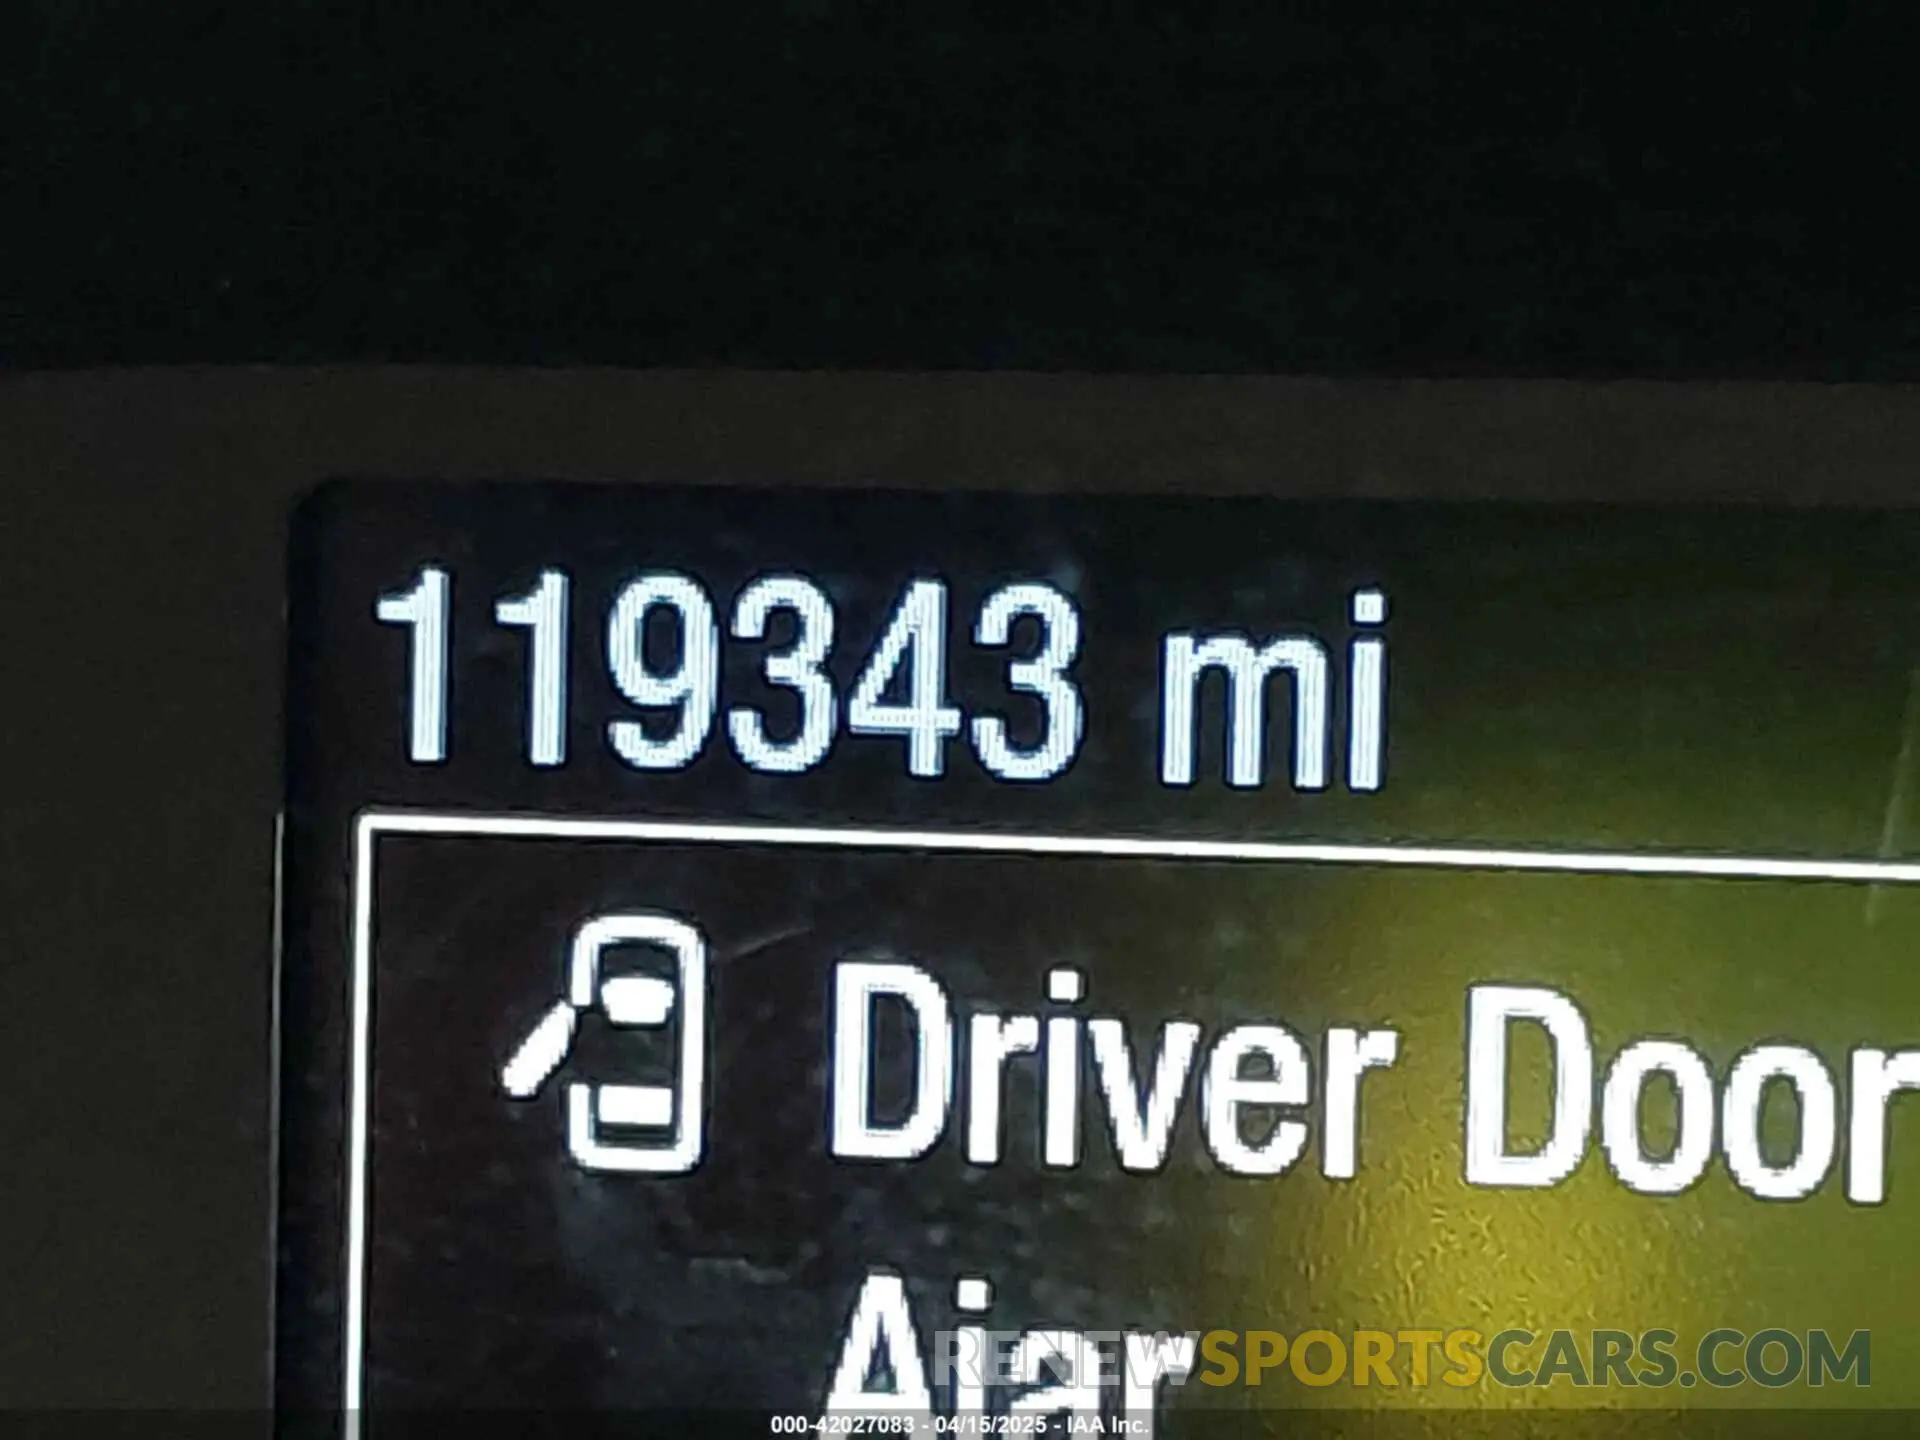 119343 mi
Driver Door
Ajar
RENEWSPORTSCARS.COM
000-42027083 - 04/15/2025 - IAA Inc.